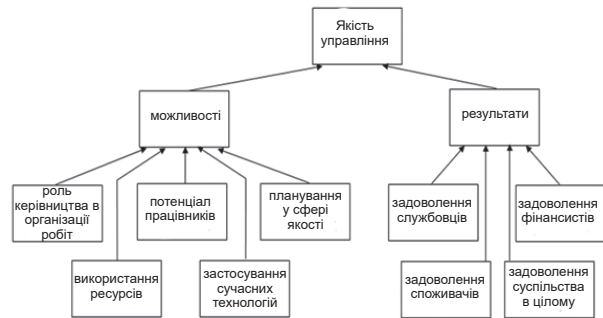 Якість
управління
можливості
результати
роль
керівництва в
організації
робіт
потенціал
працівників
планування
у сфері
якості
задоволення
службовців
задоволення
фінансистів
використання
ресурсів
застосування
сучасних
технологій
задоволення
споживачів
задоволення
суспільства
в цілому